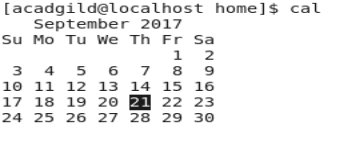 [acadgild@localhost home]$ cal
   September 2017
Su Mo Tu We Th Fr Sa
                1  2
 3  4  5  6  7  8  9
10 11 12 13 14 15 16
17 18 19 20 21 22 23
24 25 26 27 28 29 30